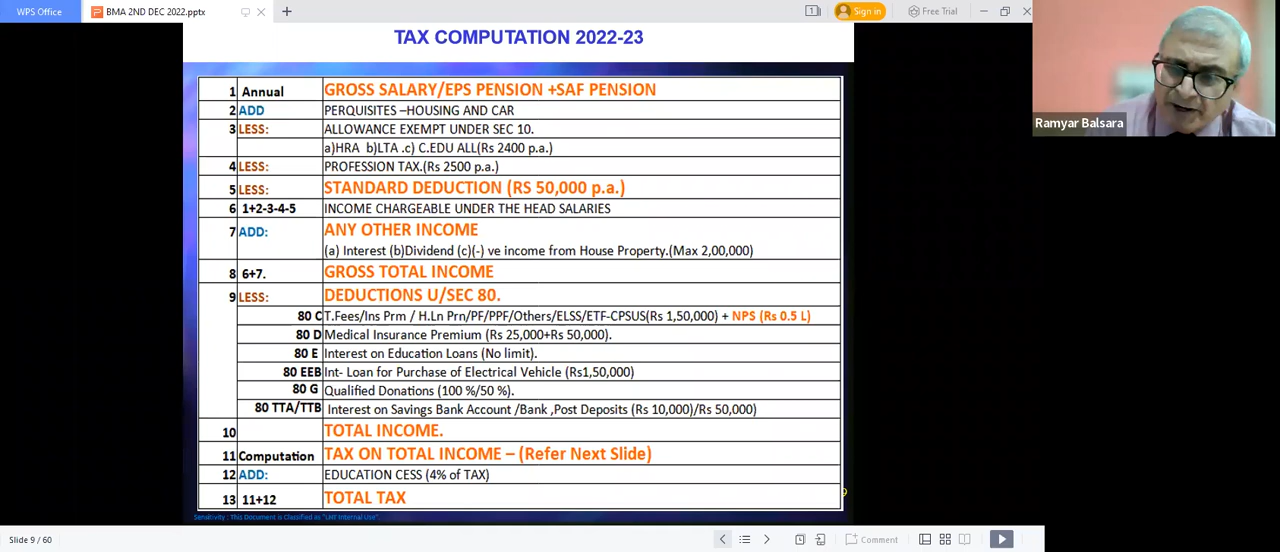 WPS Office
BMA 2ND DEC 2022.pptx
Sign in
Free Trial
TAX COMPUTATION 2022-23
1 Annual GROSS SALARY/EPS PENSION +SAF PENSION
2 ADD PERQUISITES –HOUSING AND CAR
3 LESS: ALLOWANCE EXEMPT UNDER SEC 10.
a)HRA b)LTA .c) C.EDU ALL(Rs 2400 p.a.)
4 LESS: PROFESSION TAX.(Rs 2500 p.a.)
5 LESS: STANDARD DEDUCTION (RS 50,000 p.a.)
6 1+2-3-4-5 INCOME CHARGEABLE UNDER THE HEAD SALARIES
7 ADD: ANY OTHER INCOME
(a) Interest (b)Dividend (c)(-) ve income from House Property.(Max 2,00,000)
8 6+7. GROSS TOTAL INCOME
9 LESS: DEDUCTIONS U/SEC 80.
80 C T.Fees/Ins Prm / H.Ln Prn/PF/PPF/Others/ELSS/ETF-CPSUS(Rs 1,50,000) + NPS (Rs 0.5 L)
80 D Medical Insurance Premium (Rs 25,000+Rs 50,000).
80 E Interest on Education Loans (No limit).
80 EEB Int- Loan for Purchase of Electrical Vehicle (Rs1,50,000)
80 G Qualified Donations (100 %/50 %).
80 TTA/TTB Interest on Savings Bank Account /Bank ,Post Deposits (Rs 10,000)/Rs 50,000)
10 TOTAL INCOME.
11 Computation TAX ON TOTAL INCOME – (Refer Next Slide)
12 ADD: EDUCATION CESS (4% of TAX)
13 11+12 TOTAL TAX
9
Sensitivity : This Document is Classified as "LNT Internal Use".
Slide 9 / 60
Comment
Ramyar Balsara